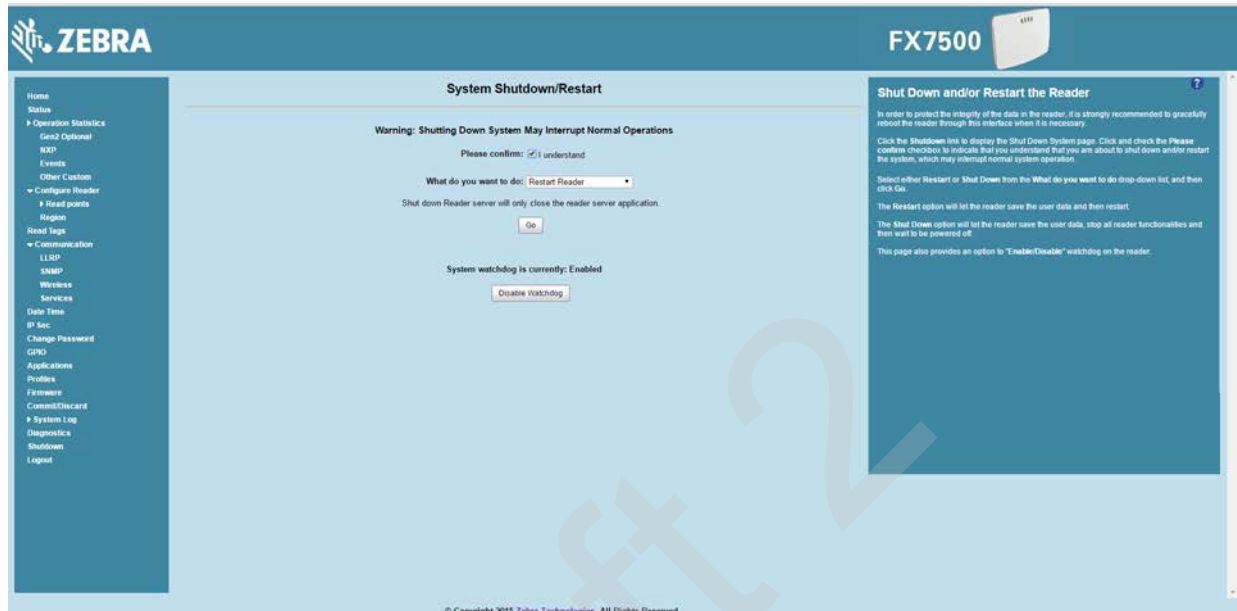 ZEBRA
FX7500
Home
Status
Operation Statistics
Gen2 Optional
NXP
Events
Other Custom
Configure Reader
Read points
Region
Read Tags
Communication
LLRP
SNMP
Wireless
Services
Date Time
IP Sec
Change Password
GPIO
Applications
Profiles
Firmware
Commit/Discard
System Log
Diagnostics
Shutdown
Logout
System Shutdown/Restart
Warning: Shutting Down System May Interrupt Normal Operations
Please confirm: I understand
What do you want to do: Restart Reader
Shut down Reader server will only close the reader server application.
Go
System watchdog is currently: Enabled
Disable Watchdog
?
Shut Down and/or Restart the Reader
In order to protect the integrity of the data in the reader, it is strongly recommended to gracefully
reboot the reader through this interface when it is necessary.
Click the Shutdown link to display the Shut Down System page. Click and check the Please
confirm checkbox to indicate that you understand that you are about to shut down and/or restart
the system, which may interrupt normal system operation.
Select either Restart or Shut Down from the What do you want to do drop-down list, and then
click Go.
The Restart option will let the reader save the user data and then restart.
The Shut Down option will let the reader save the user data, stop all reader functionalities and
then wait to be powered off.
This page also provides an option to "Enable/Disable" watchdog on the reader.
© Copyright 2015 Zebra Technologies. All Rights Reserved
ft 2